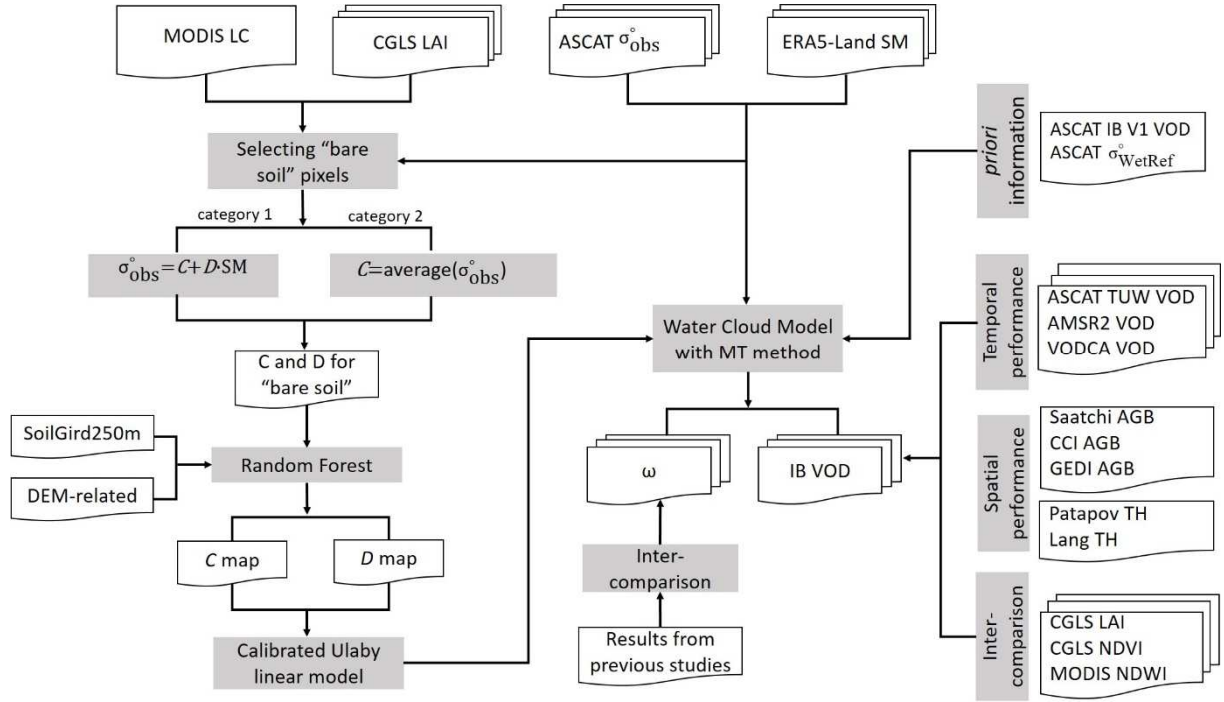 MODIS LC
CGLS LAI
ASCAT σ°obs
ERA5-Land SM
Selecting “bare
soil” pixels
category 1
category 2
σ°obs=C+D·SM
C=average(σ°obs)
C and D for
“bare soil”
SoilGird250m
DEM-related
Random Forest
C map
D map
Calibrated Ulaby
linear model
Water Cloud Model
with MT method
ω
IB VOD
Inter-
comparison
Results from
previous studies
priori
information
ASCAT IB V1 VOD
ASCAT σ°WetRef
Temporal
performance
ASCAT TUW VOD
AMSR2 VOD
VODCA VOD
Spatial
performance
Saatchi AGB
CCI AGB
GEDI AGB
Patapov TH
Lang TH
Inter-
comparison
CGLS LAI
CGLS NDVI
MODIS NDWI